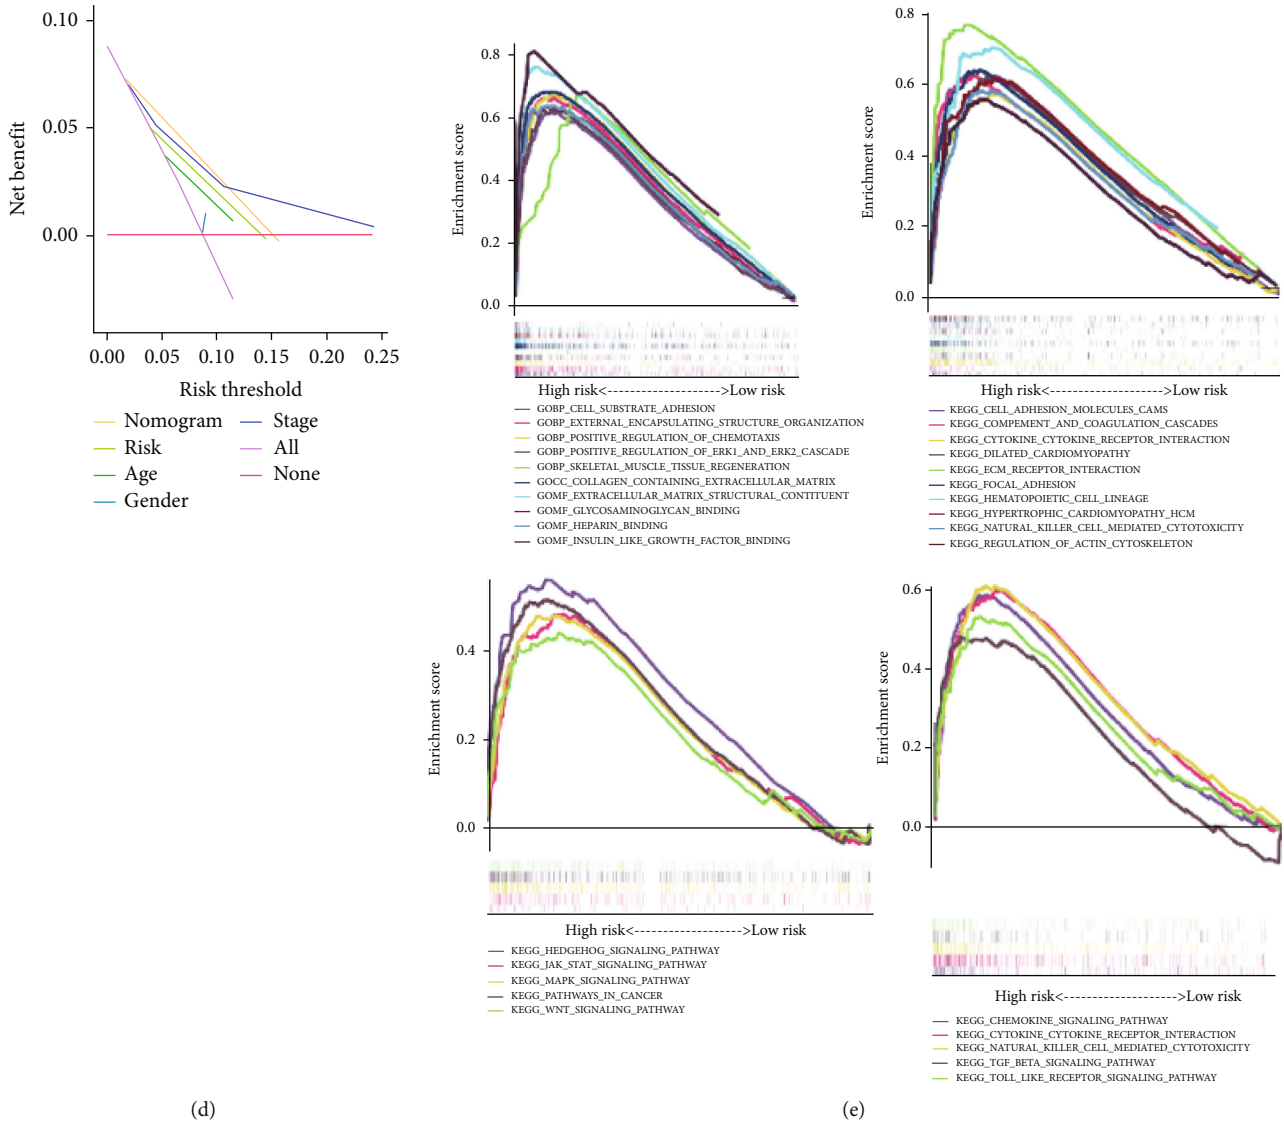 0.10
0.05
0.00
Net benefit
0.00 0.05 0.10 0.15 0.20 0.25
Risk threshold
Nomogram
Risk
Age
Gender
Stage
All
None
(d)
0.8
0.6
0.4
0.2
0.0
Enrichment score
High risk<-------------------->Low risk
GOBP_CELL_SUBSTRATE_ADHESION
GOBP_EXTERNAL_ENCAPSULATING_STRUCTURE_ORGANIZATION
GOBP_POSITIVE_REGULATION_OF_CHEMOTAXIS
GOBP_POSITIVE_REGULATION_OF_ERK1_AND_ERK2_CASCADE
GOBP_SKELETAL_MUSCLE_TISSUE_REGENERATION
GOCC_COLLAGEN_CONTAINING_EXTRACELLULAR_MATRIX
GOMF_EXTRACELLULAR_MATRIX_STRUCTURAL_CONTITUENT
GOMF_GLYCOSAMINOGLYCAN_BINDING
GOMF_HEPARIN_BINDING
GOMF_INSULIN_LIKE_GROWTH_FACTOR_BINDING
0.8
0.6
0.4
0.2
0.0
Enrichment score
High risk<-------------------->Low risk
KEGG_CELL_ADHESION_MOLECULES_CAMS
KEGG_COMPEMENT_AND_COAGULATION_CASCADES
KEGG_CYTOKINE_CYTOKINE_RECEPTOR_INTERACTION
KEGG_DILATED_CARDIOMYOPATHY
KEGG_ECM_RECEPTOR_INTERACTION
KEGG_FOCAL_ADHESION
KEGG_HEMATOPOIETIC_CELL_LINEAGE
KEGG_HYPERTROPHIC_CARDIOMYOPATHY_HCM
KEGG_NATURAL_KILLER_CELL_MEDIATED_CYTOTOXICITY
KEGG_REGULATION_OF_ACTIN_CYTOSKELETON
0.4
0.2
0.0
Enrichment score
High risk<------------------->Low risk
KEGG_HEDGEHOG_SIGNALING_PATHWAY
KEGG_JAK_STAT_SIGNALING_PATHWAY
KEGG_MAPK_SIGNALING_PATHWAY
KEGG_PATHWAYS_IN_CANCER
KEGG_WNT_SIGNALING_PATHWAY
0.6
0.4
0.2
0.0
Enrichment score
High risk<-------------------->Low risk
KEGG_CHEMOKINE_SIGNALING_PATHWAY
KEGG_CYTOKINE_CYTOKINE_RECEPTOR_INTERACTION
KEGG_NATURAL_KILLER_CELL_MEDIATED_CYTOTOXICITY
KEGG_TGF_BETA_SIGNALING_PATHWAY
KEGG_TOLL_LIKE_RECEPTOR_SIGNALING_PATHWAY
(e)